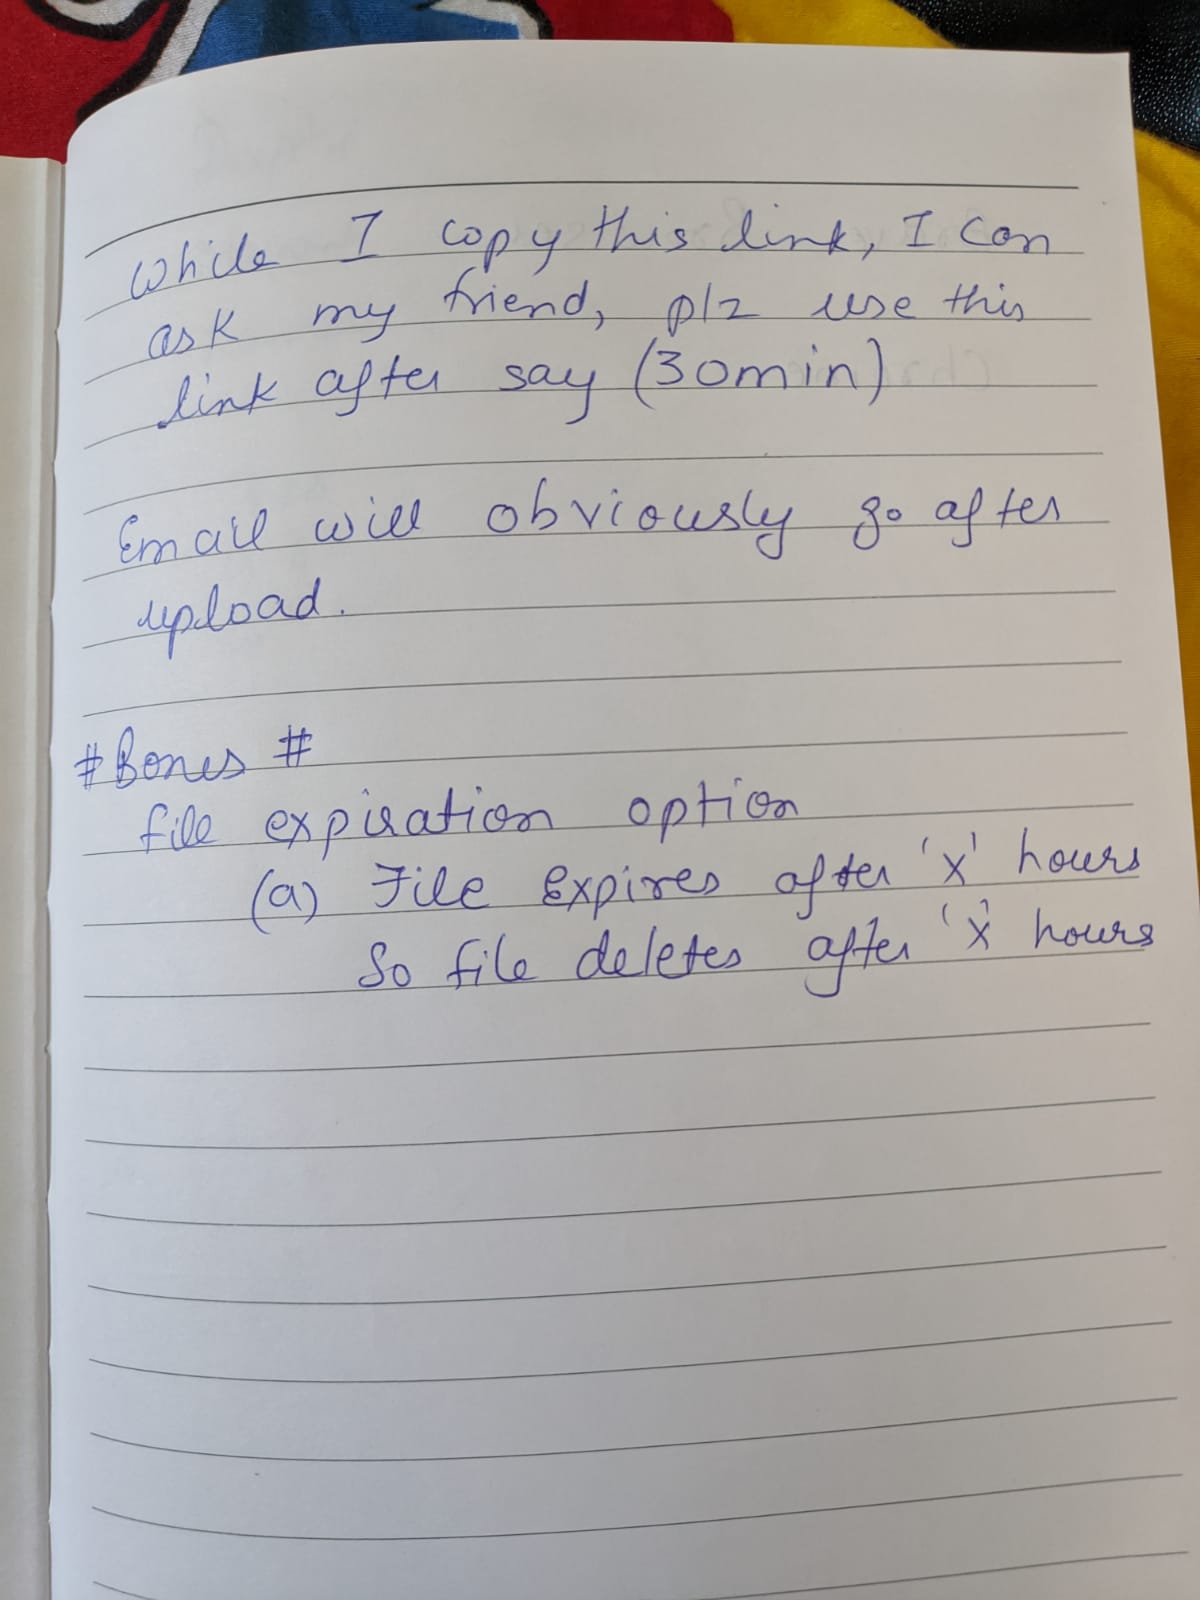 While I copy this link, I can
ask my friend, plz use this
link after say (30min)
Email will obviously go after
upload.
#Bones #
file expiration option
(a) File Expires after 'x' hours
So file deletes after 'x' hours